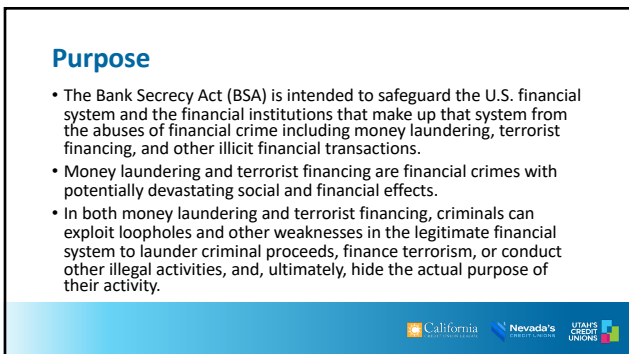 Purpose
• The Bank Secrecy Act (BSA) is intended to safeguard the U.S. financial
system and the financial institutions that make up that system from
the abuses of financial crime including money laundering, terrorist
financing, and other illicit financial transactions.
• Money laundering and terrorist financing are financial crimes with
potentially devastating social and financial effects.
• In both money laundering and terrorist financing, criminals can
exploit loopholes and other weaknesses in the legitimate financial
system to launder criminal proceeds, finance terrorism, or conduct
other illegal activities, and, ultimately, hide the actual purpose of
their activity.
California
CREDIT UNION LEAGUE
Nevada's
CREDIT UNIONS
UTAH'S
CREDIT
UNIONS